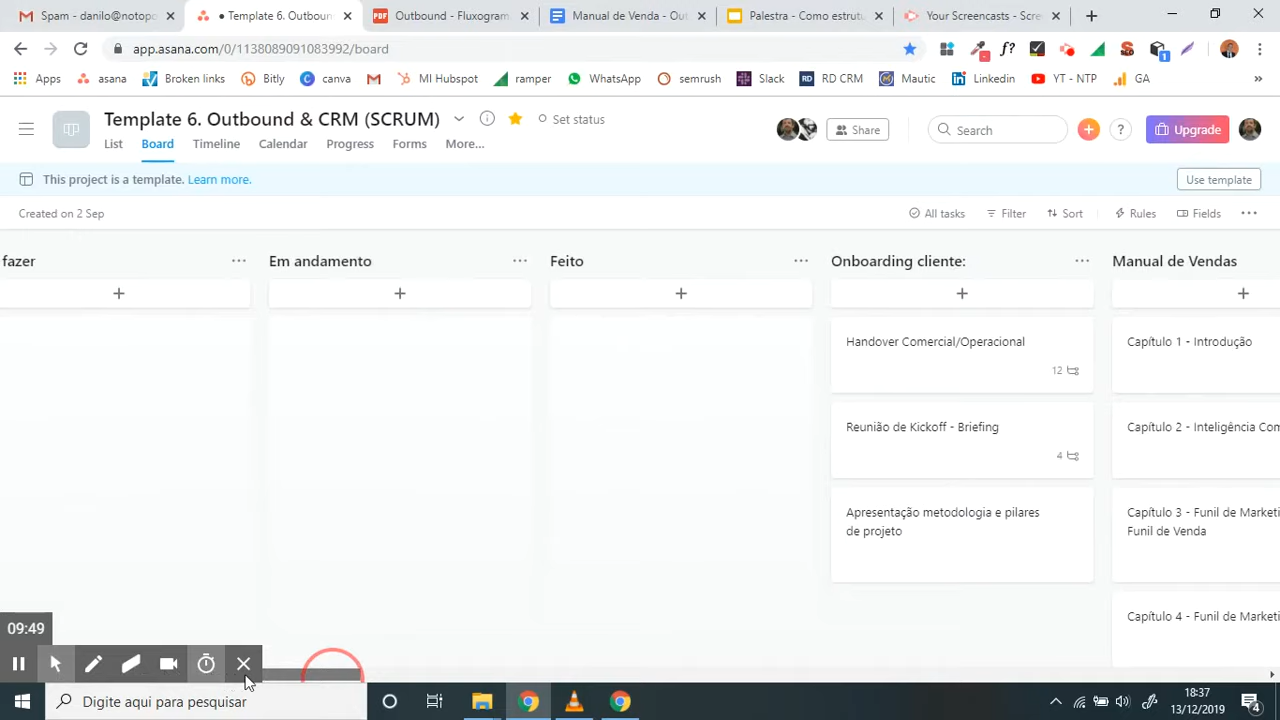 Spam - danilo@notopo
• Template 6. Outboun
Outbound - Fluxogram
Manual de Venda - Out
Palestra - Como estrut
Your Screencasts - Scre
app.asana.com/0/1138089091083992/board
f?
1
Apps
asana
Broken links
Bitly
canva
MI Hubspot
ramper
WhatsApp
semrush
Slack
RD CRM
Mautic
Linkedin
YT - NTP
GA
»
Template 6. Outbound & CRM (SCRUM)
Set status
Share
Search
?
Upgrade
List
Board
Timeline
Calendar
Progress
Forms
More...
This project is a template. Learn more.
Use template
Created on 2 Sep
All tasks
Filter
Sort
Rules
Fields
fazer
Em andamento
Feito
Onboarding cliente:
Manual de Vendas
Handover Comercial/Operacional
12
Reunião de Kickoff - Briefing
4
Apresentação metodologia e pilares
de projeto
Capítulo 1 - Introdução
Capítulo 2 - Inteligência Com
Capítulo 3 - Funil de Marketi
Funil de Venda
Capítulo 4 - Funil de Marketi
09:49
Digite aqui para pesquisar
18:37
13/12/2019
4